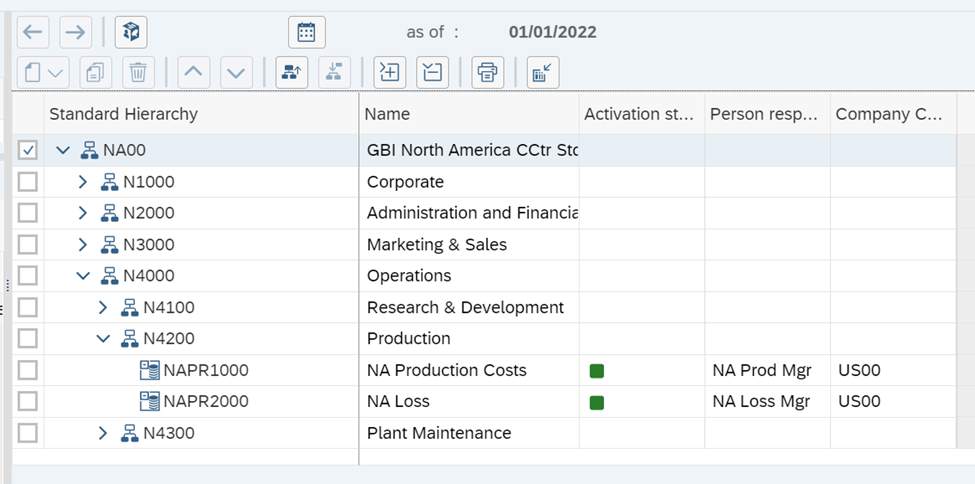 as of : 01/01/2022
Standard Hierarchy Name Activation st... Person resp... Company C...
NA00 GBI North America CCtr Std
N1000 Corporate
N2000 Administration and Financia
N3000 Marketing & Sales
N4000 Operations
N4100 Research & Development
N4200 Production
NAPR1000 NA Production Costs NA Prod Mgr US00
NAPR2000 NA Loss NA Loss Mgr US00
N4300 Plant Maintenance